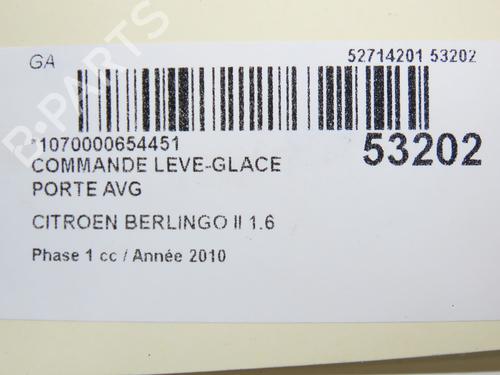 GA 52714201 53202
*1070000654451 53202
COMMANDE LEVE-GLACE
PORTE AVG
CITROEN BERLINGO II 1.6
Phase 1 cc / Année 2010
B-PARTS